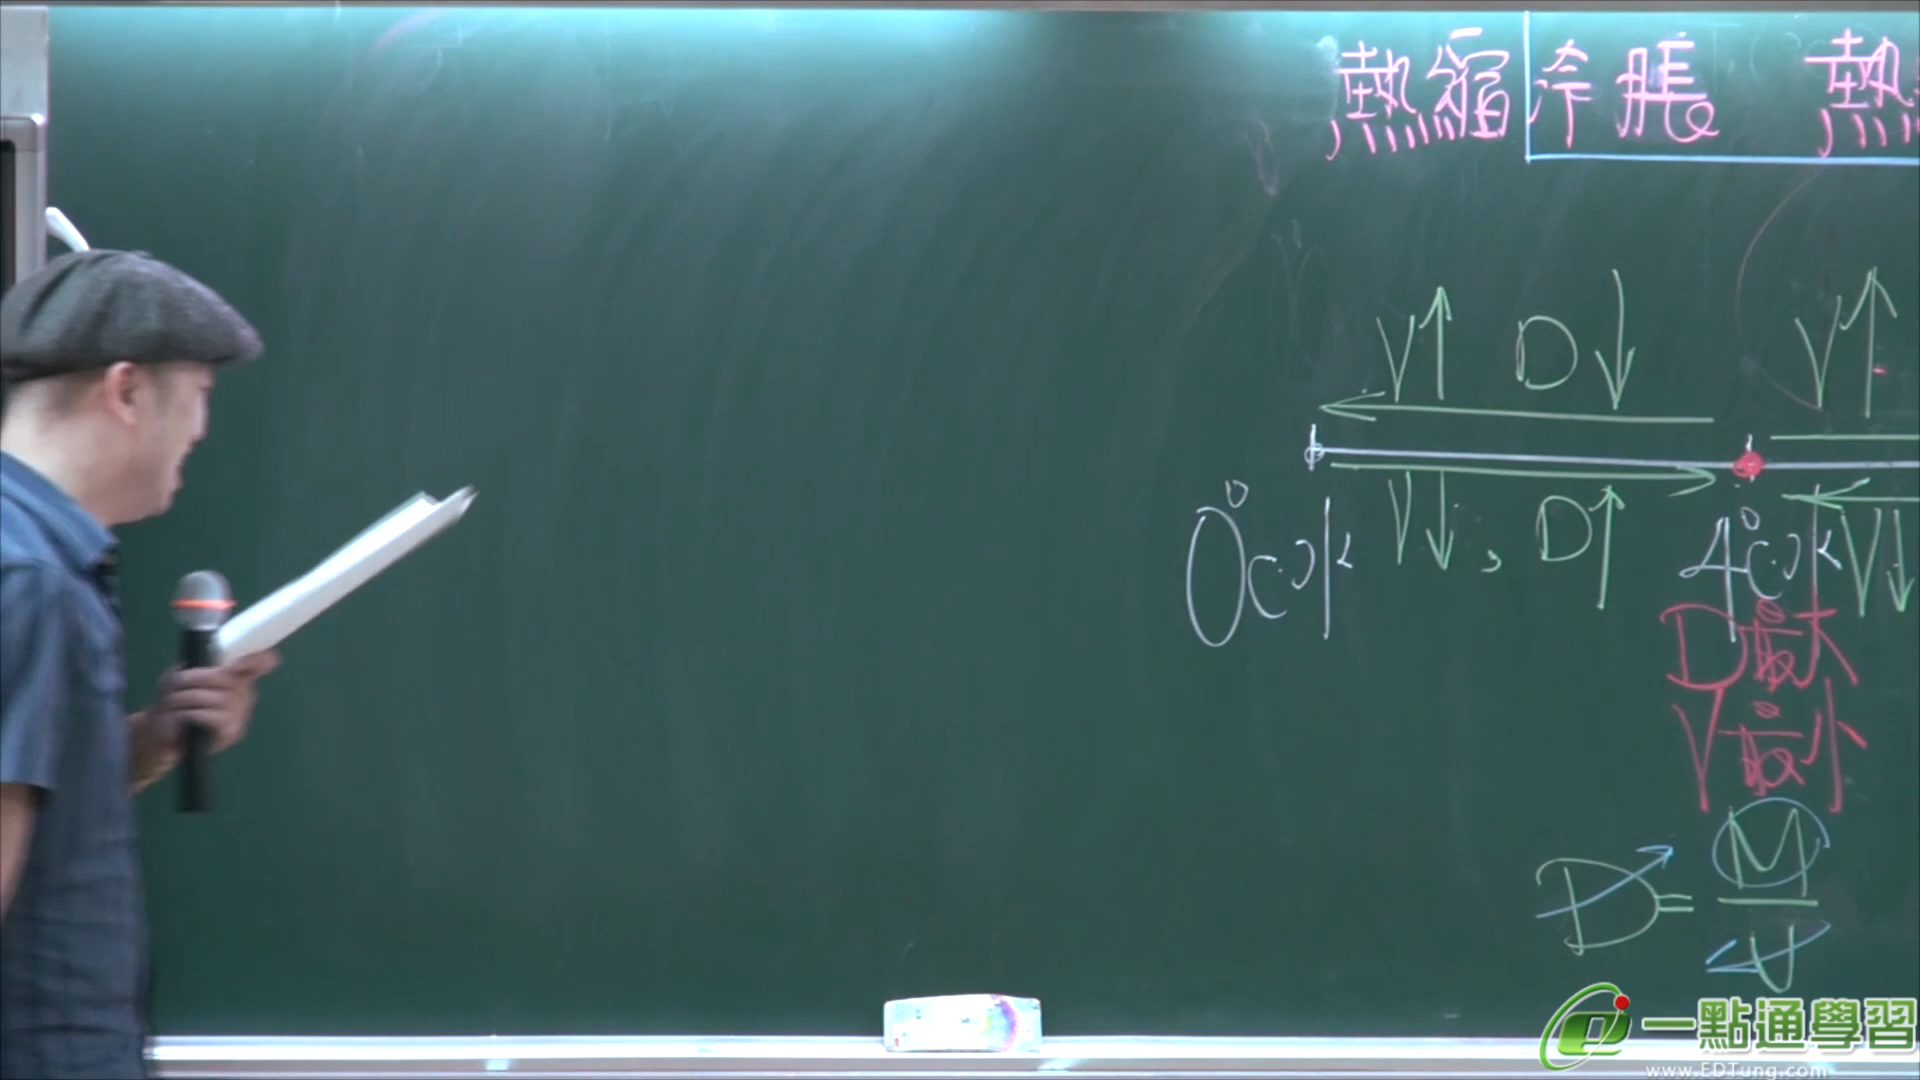 熱縮冷脹 熱
V↑ D↓ V↑
0°C水 V↓, D↑ 4°C水 V↓
D最大
V最小
D=M/V
一點通學習
www.EDTung.com